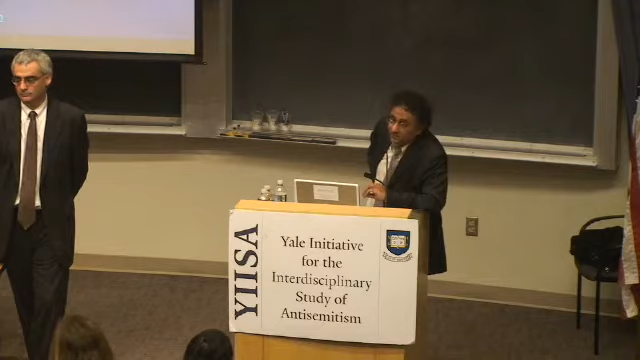 YIISA
Yale Initiative
for the
Interdisciplinary
Study of
Antisemitism